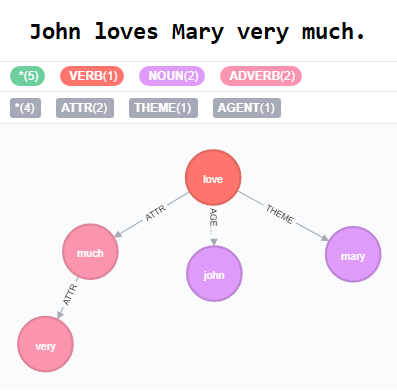 John loves Mary very much.
*(5) VERB(1) NOUN(2) ADVERB(2)
*(4) ATTR(2) THEME(1) AGENT(1)
love
ATTR
AGE...
THEME
much
john
mary
ATTR
very